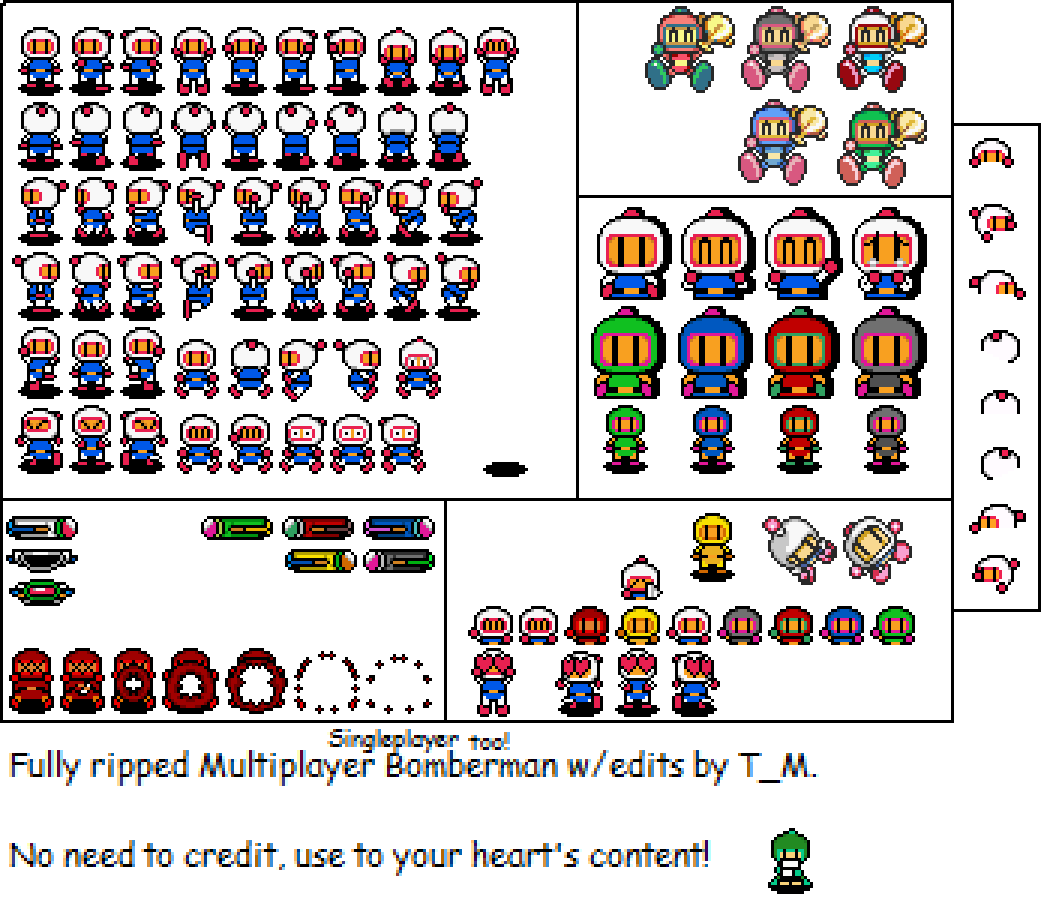 Singleplayer too!
Fully ripped Multiplayer Bomberman w/edits by T_M.
No need to credit, use to your heart's content!